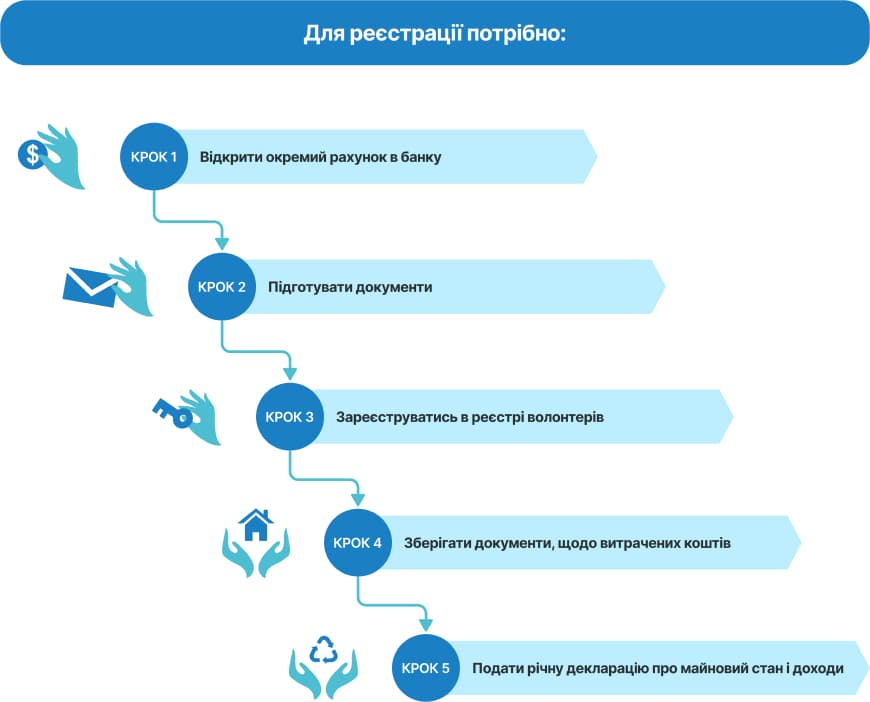 Для реєстрації потрібно:
$
КРОК 1
Відкрити окремий рахунок в банку
КРОК 2
Підготувати документи
КРОК 3
Зареєструватись в реєстрі волонтерів
КРОК 4
Зберігати документи, щодо витрачених коштів
КРОК 5
Подати річну декларацію про майновий стан і доходи